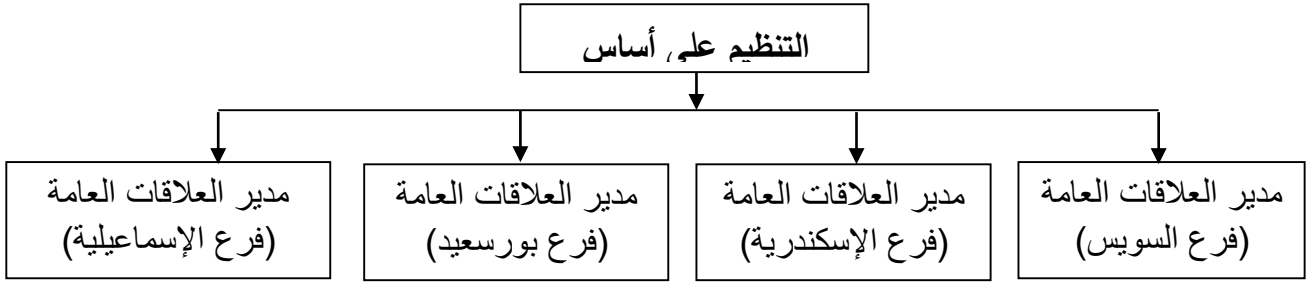 التنظيم على أساس
مدير العلاقات العامة
(فرع السويس)
مدير العلاقات العامة
(فرع الإسكندرية)
مدير العلاقات العامة
(فرع بورسعيد)
مدير العلاقات العامة
(فرع الإسماعيلية)